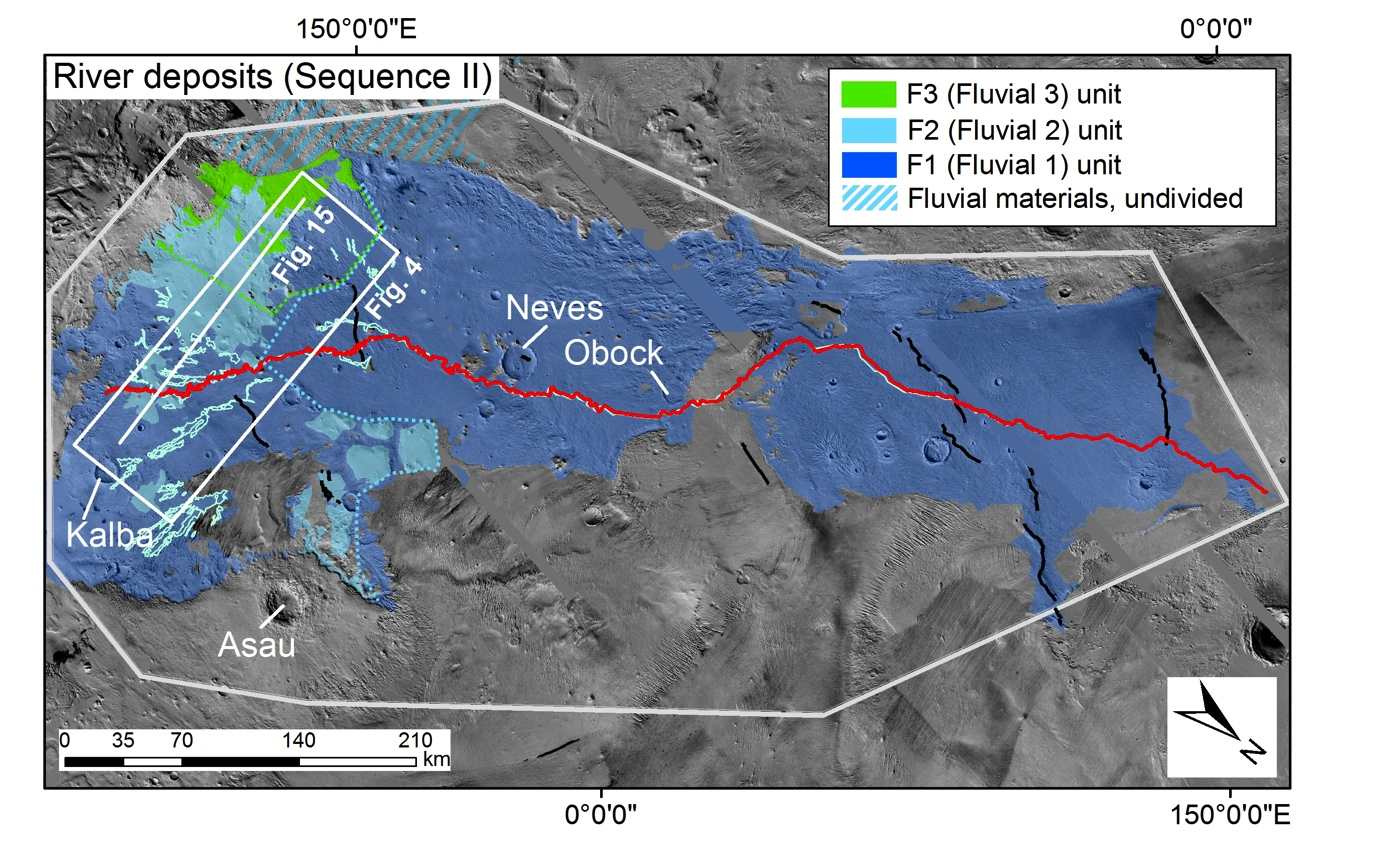 150°0'0"E
0°0'0"
River deposits (Sequence II)
F3 (Fluvial 3) unit
F2 (Fluvial 2) unit
F1 (Fluvial 1) unit
Fluvial materials, undivided
Fig. 15
Fig. 4
Neves
Obock
Kalba
Asau
0 35 70 140 210
km
N
0°0'0"
150°0'0"E